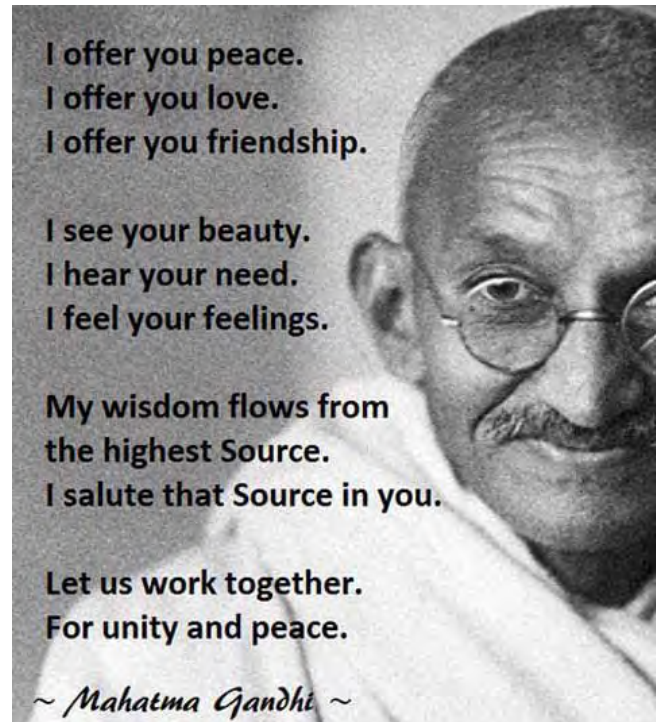 I offer you peace.
I offer you love.
I offer you friendship.
I see your beauty.
I hear your need.
I feel your feelings.
My wisdom flows from
the highest Source.
I salute that Source in you.
Let us work together.
For unity and peace.
~ Mahatma Gandhi ~